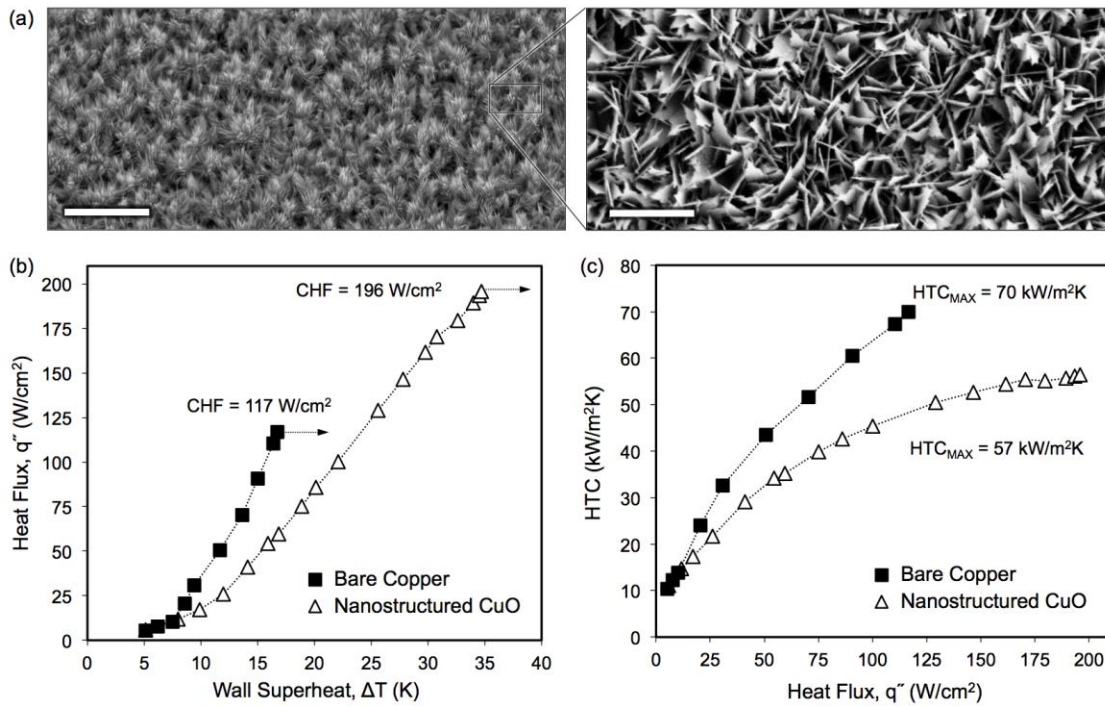 (a)
(b)
200
175
150
125
100
75
50
25
0
Heat Flux, q″ (W/cm²)
CHF = 196 W/cm²
CHF = 117 W/cm²
Bare Copper
Nanostructured CuO
0 5 10 15 20 25 30 35 40
Wall Superheat, ΔT (K)
(c)
80
70
60
50
40
30
20
10
0
HTC (kW/m²K)
HTCMAX = 70 kW/m²K
HTCMAX = 57 kW/m²K
Bare Copper
Nanostructured CuO
0 25 50 75 100 125 150 175 200
Heat Flux, q″ (W/cm²)